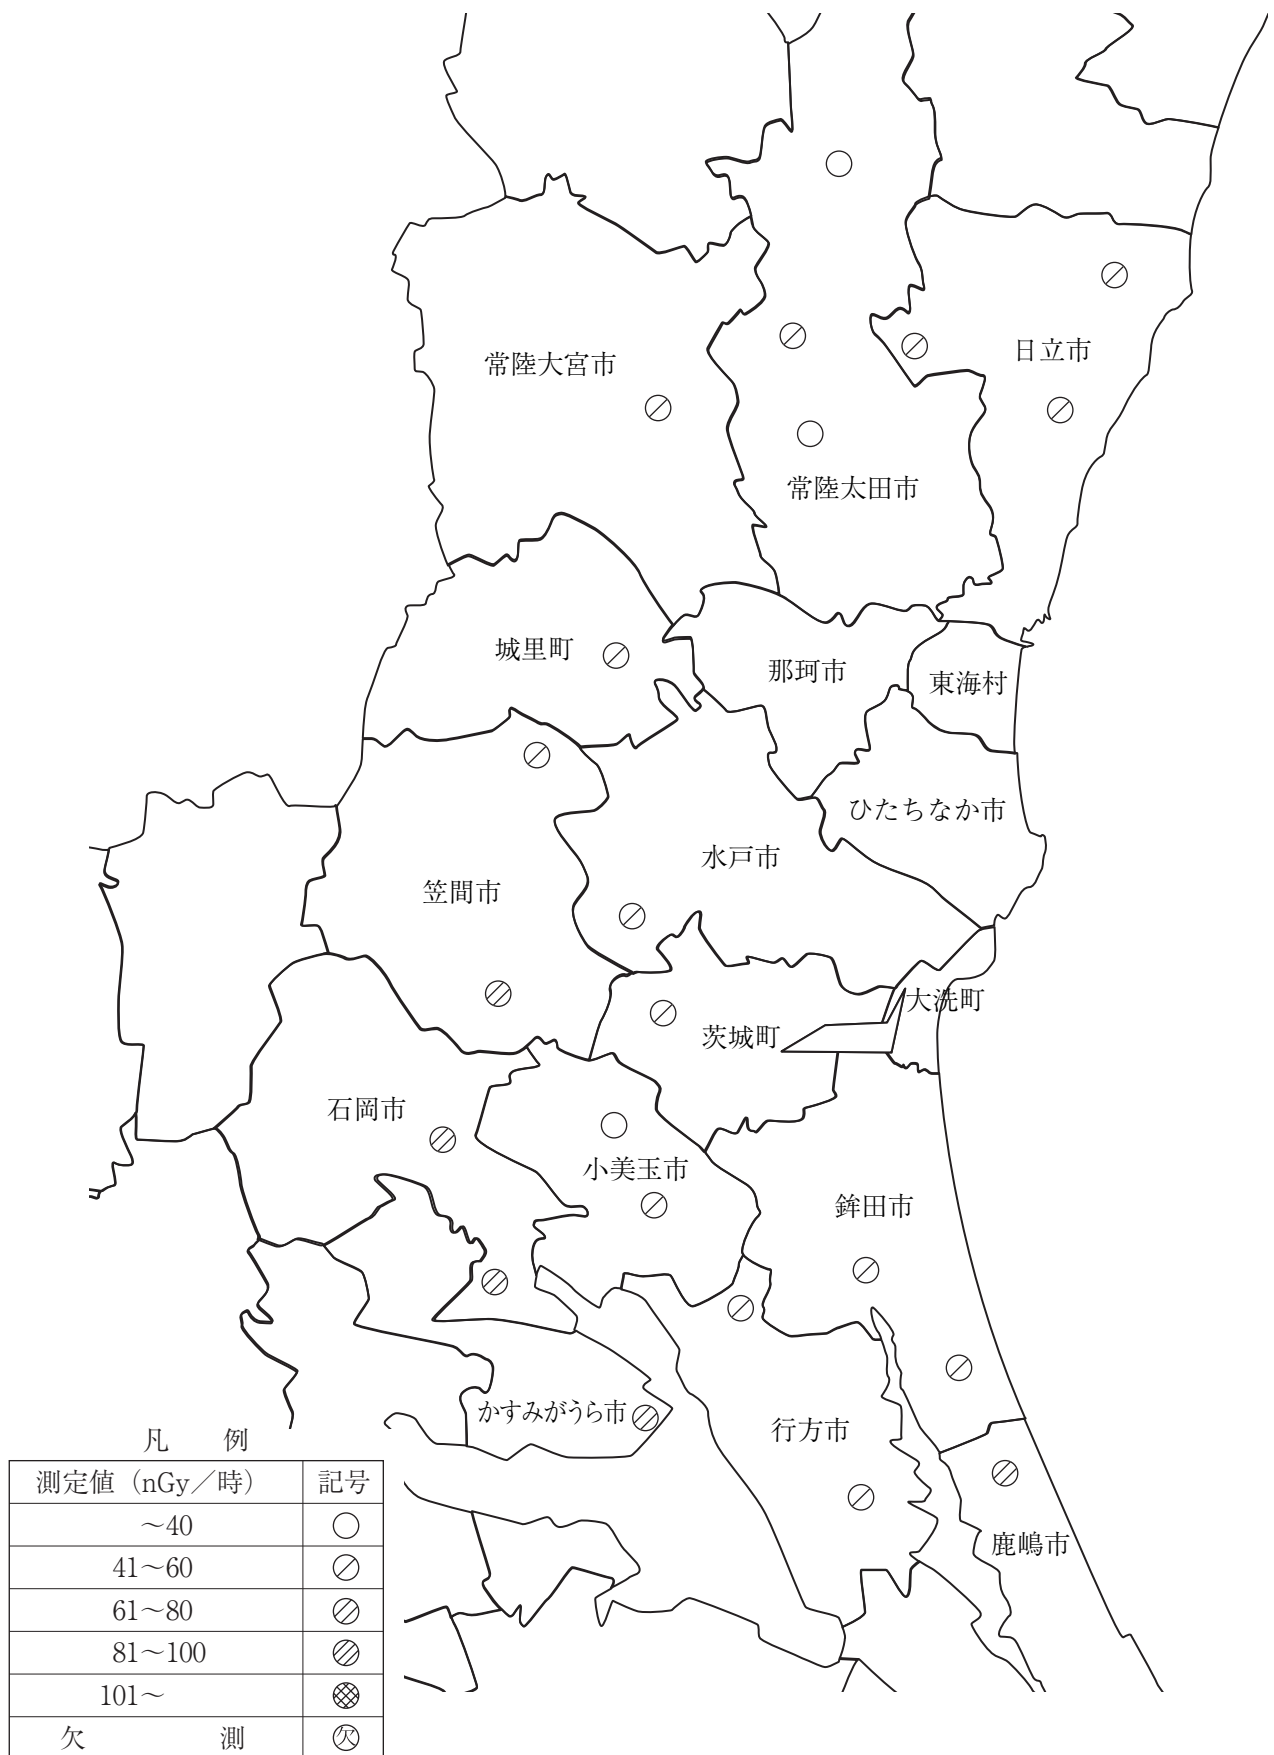 日立市
常陸大宮市
常陸太田市
城里町
那珂市
東海村
ひたちなか市
水戸市
笠間市
大洗町
茨城町
石岡市
小美玉市
鉾田市
かすみがうら市
行方市
鹿嶋市
凡 例
測定値（nGy／時） 記号
～40
41～60
61～80
81～100
101～
欠 測 欠